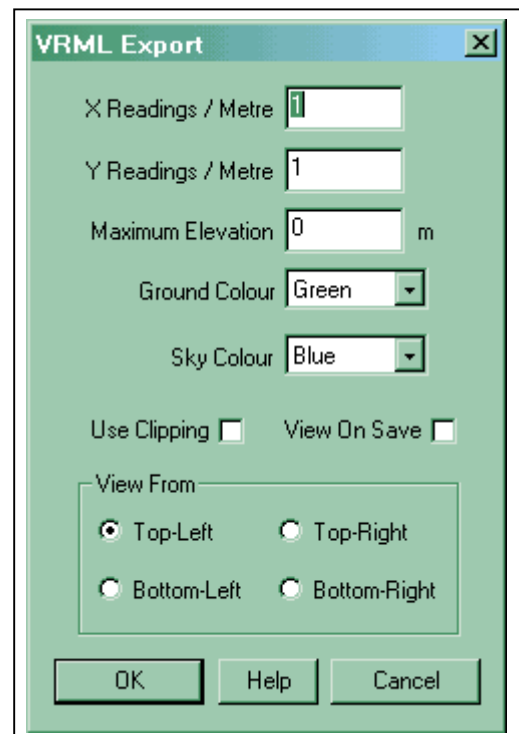 VRML Export
X Readings / Metre 1
Y Readings / Metre 1
Maximum Elevation 0 m
Ground Colour Green
Sky Colour Blue
Use Clipping View On Save
View From
Top-Left Top-Right
Bottom-Left Bottom-Right
OK Help Cancel